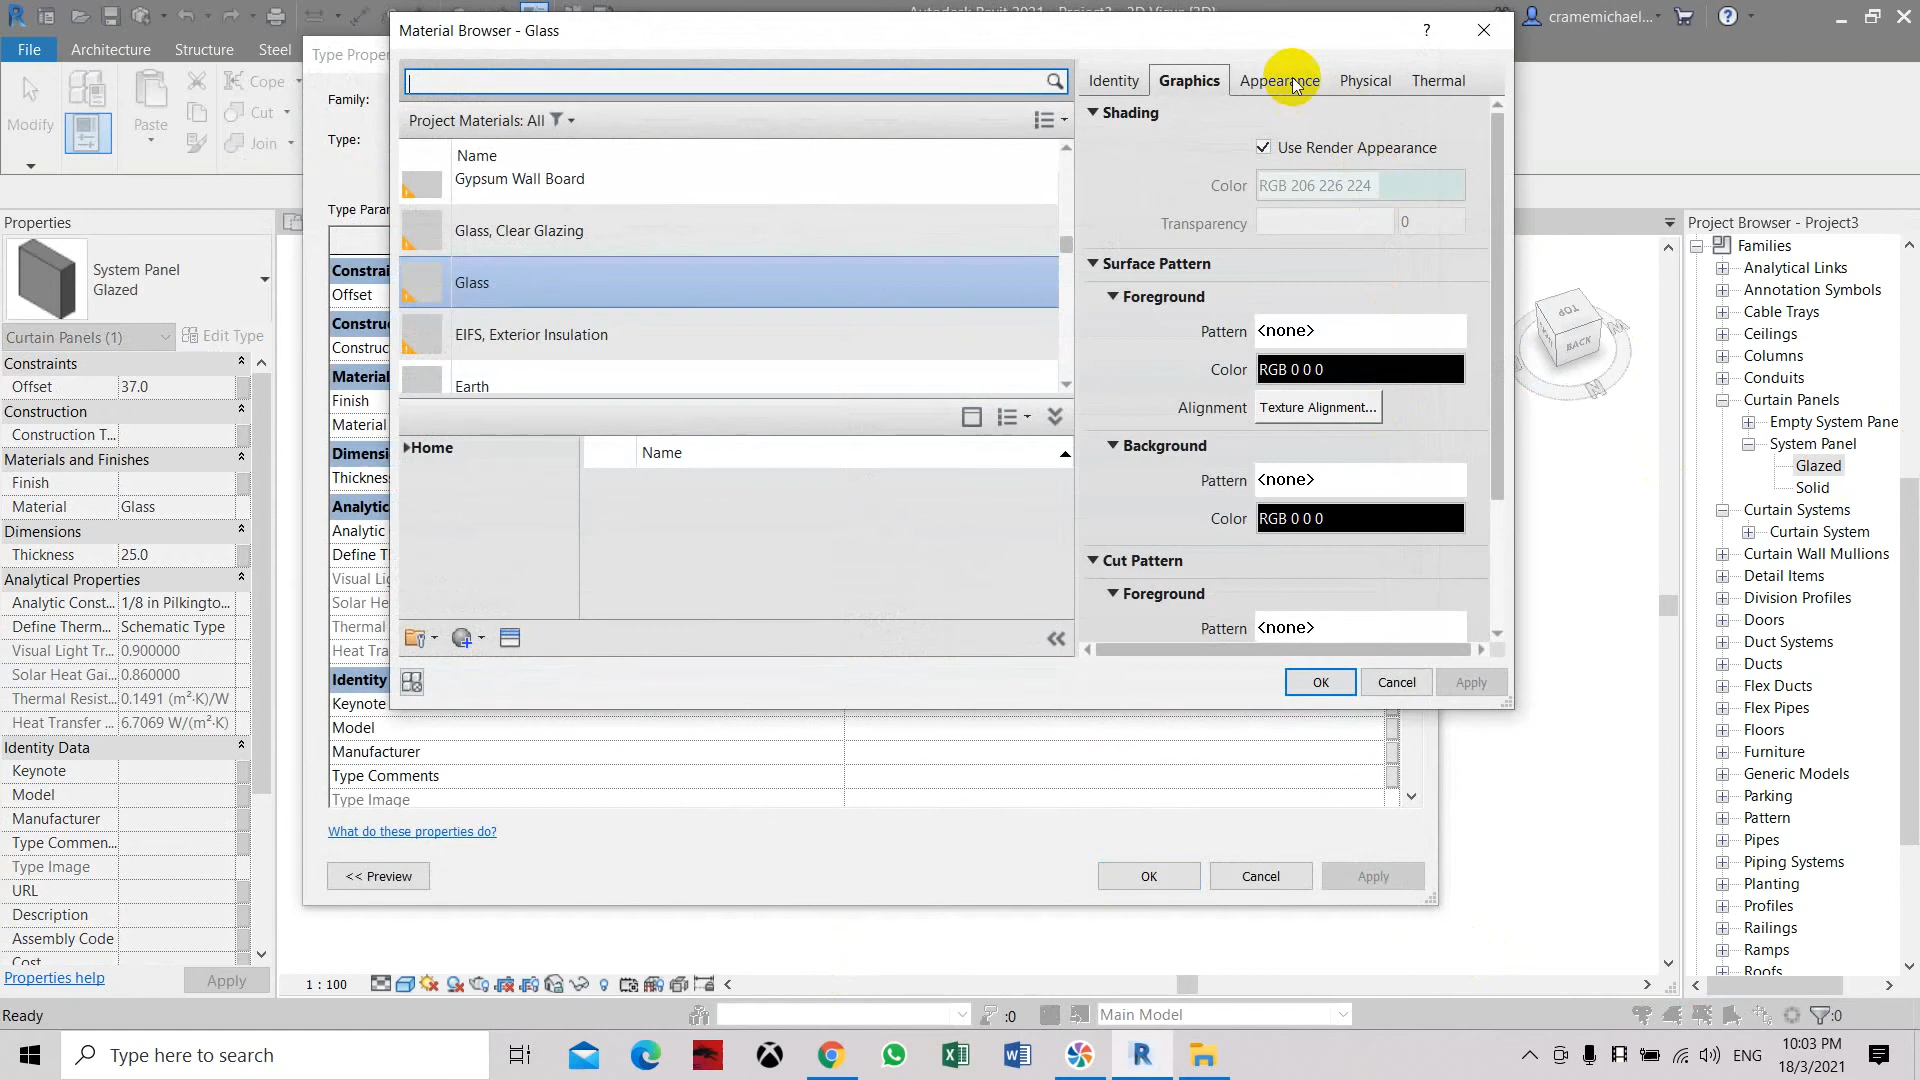 Autodesk Revit 2021 - Project3 - 3D View: {3D}
cramemichael...
File
Architecture
Structure
Steel
Modify
Paste
Cope
Cut
Join
Type Prope
Family:
Type:
Type Parar
Constrai
Offset
Constru
Construc
Material
Finish
Material
Dimensi
Thicknes
Analytic
Analytic
Define Tl
Visual Lig
Solar He
Thermal
Heat Tra
Identity
Keynote
Model
Manufacturer
Type Comments
Type Image
What do these properties do?
<< Preview
OK
Cancel
Apply
Material Browser - Glass
?
Project Materials: All
Name
Gypsum Wall Board
Glass, Clear Glazing
Glass
EIFS, Exterior Insulation
Earth
Home
Name
Identity
Graphics
Appearance
Physical
Thermal
Shading
Use Render Appearance
Color
RGB 206 226 224
Transparency
0
Surface Pattern
Foreground
Pattern
<none>
Color
RGB 0 0 0
Alignment
Texture Alignment...
Background
Pattern
<none>
Color
RGB 0 0 0
Cut Pattern
Foreground
Pattern
<none>
OK
Cancel
Apply
Properties
System Panel
Glazed
Curtain Panels (1)
Edit Type
Constraints
Offset 37.0
Construction
Construction T...
Materials and Finishes
Finish
Material Glass
Dimensions
Thickness 25.0
Analytical Properties
Analytic Const... 1/8 in Pilkingto...
Define Therm... Schematic Type
Visual Light Tr... 0.900000
Solar Heat Gai... 0.860000
Thermal Resist... 0.1491 (m²·K)/W
Heat Transfer ... 6.7069 W/(m²·K)
Identity Data
Keynote
Model
Manufacturer
Type Commen...
Type Image
URL
Description
Assembly Code
Cost
Properties help
Apply
TOP
BACK
N
Project Browser - Project3
Families
Analytical Links
Annotation Symbols
Cable Trays
Ceilings
Columns
Conduits
Curtain Panels
Empty System Pane
System Panel
Glazed
Solid
Curtain Systems
Curtain System
Curtain Wall Mullions
Detail Items
Division Profiles
Doors
Duct Systems
Ducts
Flex Ducts
Flex Pipes
Floors
Furniture
Generic Models
Parking
Pattern
Pipes
Piping Systems
Planting
Profiles
Railings
Ramps
Roofs
1 : 100
Ready
:0
Main Model
:0
Type here to search
ENG
10:03 PM
18/3/2021